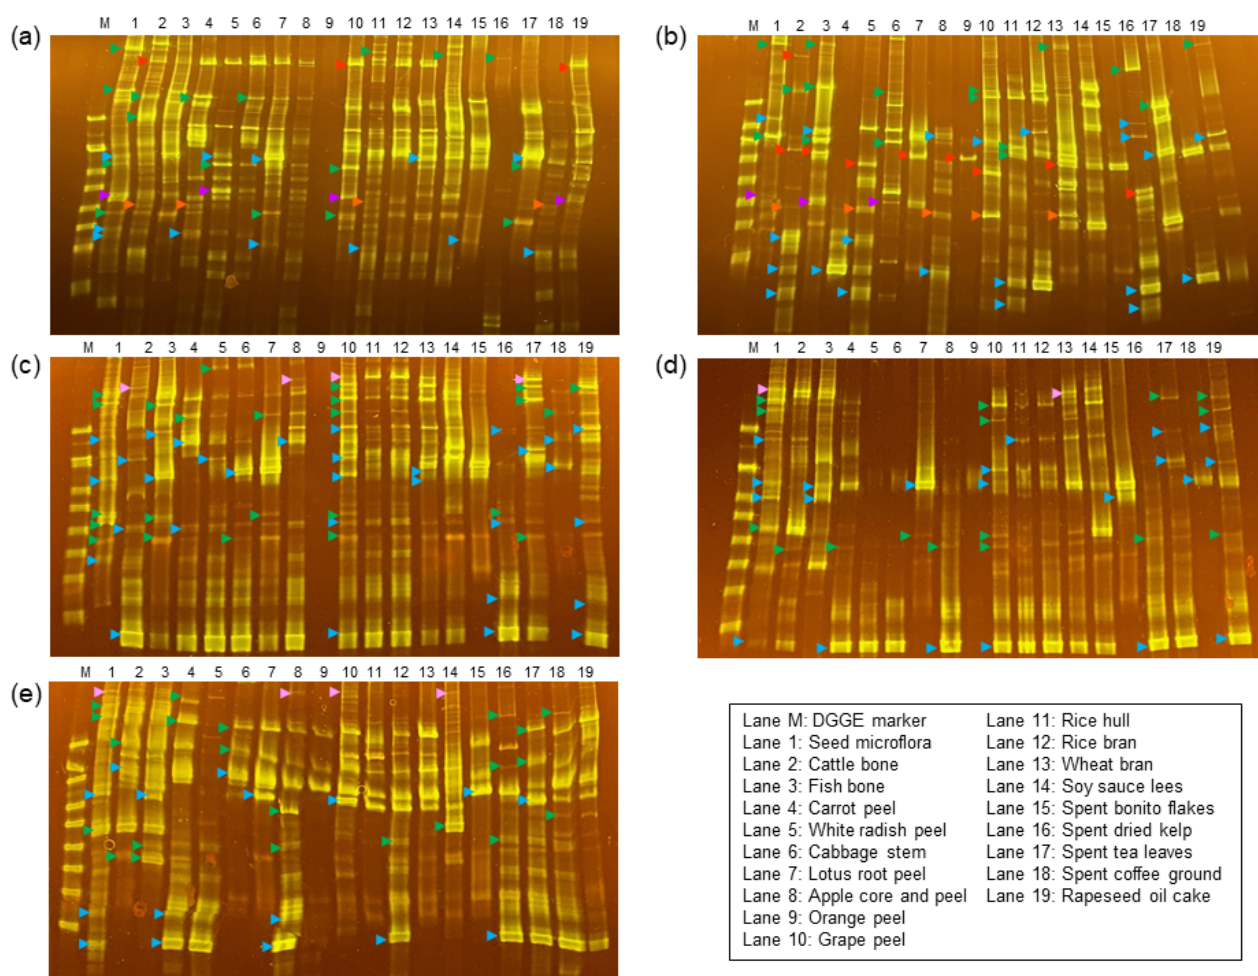 M 1 2 3 4 5 6 7 8 9 10 11 12 13 14 15 16 17 18 19
(a)
M 1 2 3 4 5 6 7 8 9 10 11 12 13 14 15 16 17 18 19
(b)
M 1 2 3 4 5 6 7 8 9 10 11 12 13 14 15 16 17 18 19
(c)
M 1 2 3 4 5 6 7 8 9 10 11 12 13 14 15 16 17 18 19
(d)
M 1 2 3 4 5 6 7 8 9 10 11 12 13 14 15 16 17 18 19
(e)
Lane M: DGGE marker
Lane 1: Seed microflora
Lane 2: Cattle bone
Lane 3: Fish bone
Lane 4: Carrot peel
Lane 5: White radish peel
Lane 6: Cabbage stem
Lane 7: Lotus root peel
Lane 8: Apple core and peel
Lane 9: Orange peel
Lane 10: Grape peel
Lane 11: Rice hull
Lane 12: Rice bran
Lane 13: Wheat bran
Lane 14: Soy sauce lees
Lane 15: Spent bonito flakes
Lane 16: Spent dried kelp
Lane 17: Spent tea leaves
Lane 18: Spent coffee ground
Lane 19: Rapeseed oil cake